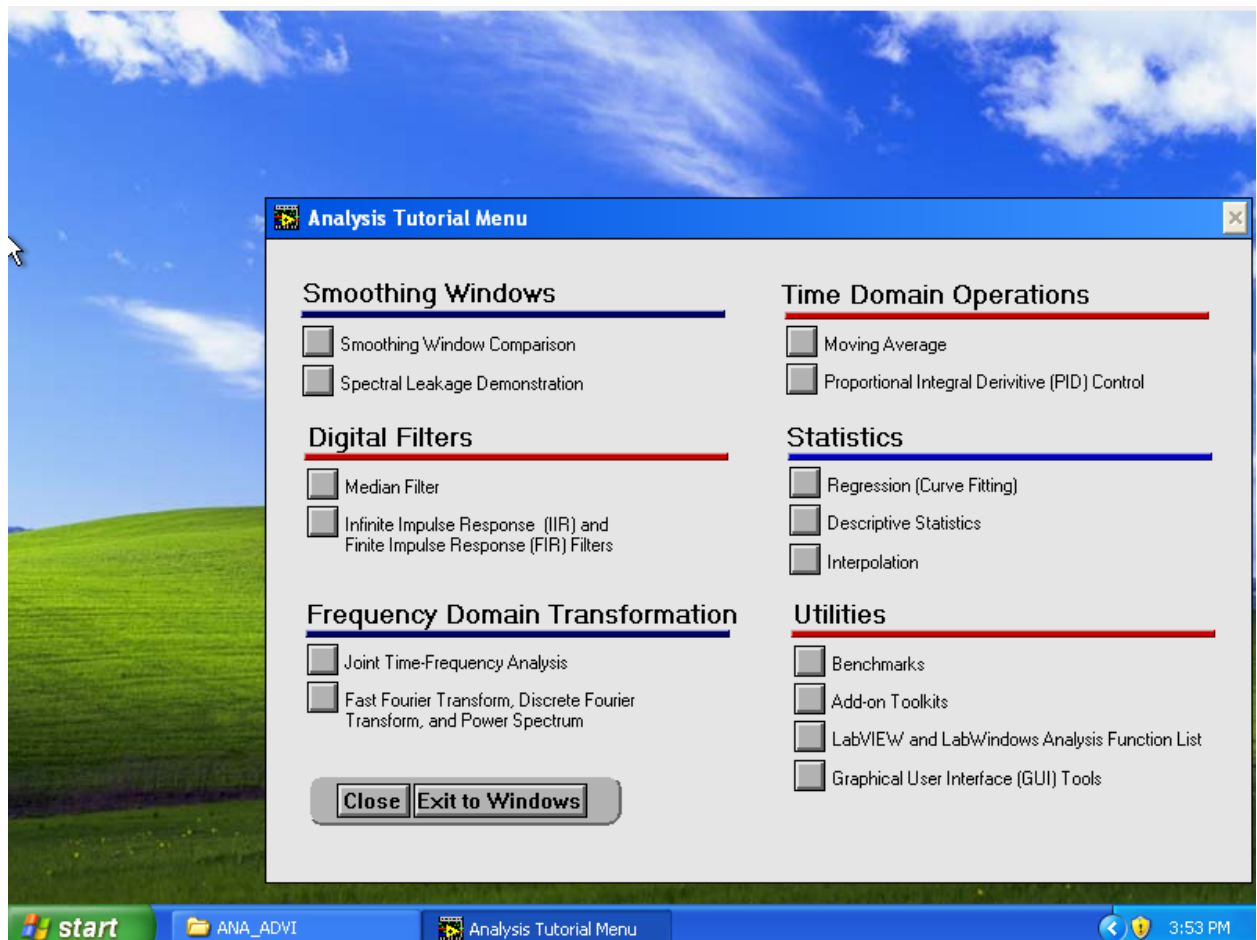 Analysis Tutorial Menu
Smoothing Windows
Smoothing Window Comparison
Spectral Leakage Demonstration
Digital Filters
Median Filter
Infinite Impulse Response (IIR) and
Finite Impulse Response (FIR) Filters
Frequency Domain Transformation
Joint Time-Frequency Analysis
Fast Fourier Transform, Discrete Fourier
Transform, and Power Spectrum
Close Exit to Windows
Time Domain Operations
Moving Average
Proportional Integral Derivitive (PID) Control
Statistics
Regression (Curve Fitting)
Descriptive Statistics
Interpolation
Utilities
Benchmarks
Add-on Toolkits
LabVIEW and LabWindows Analysis Function List
Graphical User Interface (GUI) Tools
start ANA_ADVI Analysis Tutorial Menu 3:53 PM